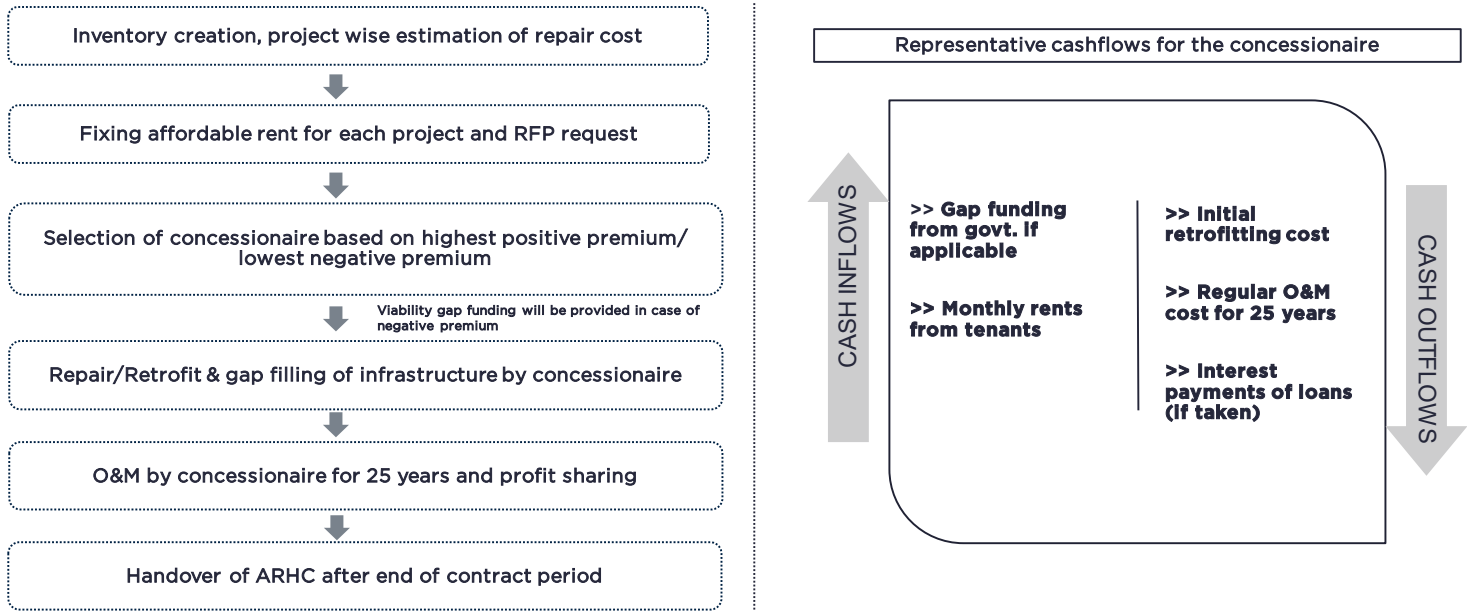 Inventory creation, project wise estimation of repair cost
Fixing affordable rent for each project and RFP request
Selection of concessionaire based on highest positive premium/
lowest negative premium
Viability gap funding will be provided in case of
negative premium
Repair/Retrofit & gap filling of infrastructure by concessionaire
O&M by concessionaire for 25 years and profit sharing
Handover of ARHC after end of contract period
Representative cashflows for the concessionaire
CASH INFLOWS
>> Gap funding
from govt. if
applicable
>> Monthly rents
from tenants
>> Initial
retrofitting cost
>> Regular O&M
cost for 25 years
>> Interest
payments of loans
(if taken)
CASH OUTFLOWS